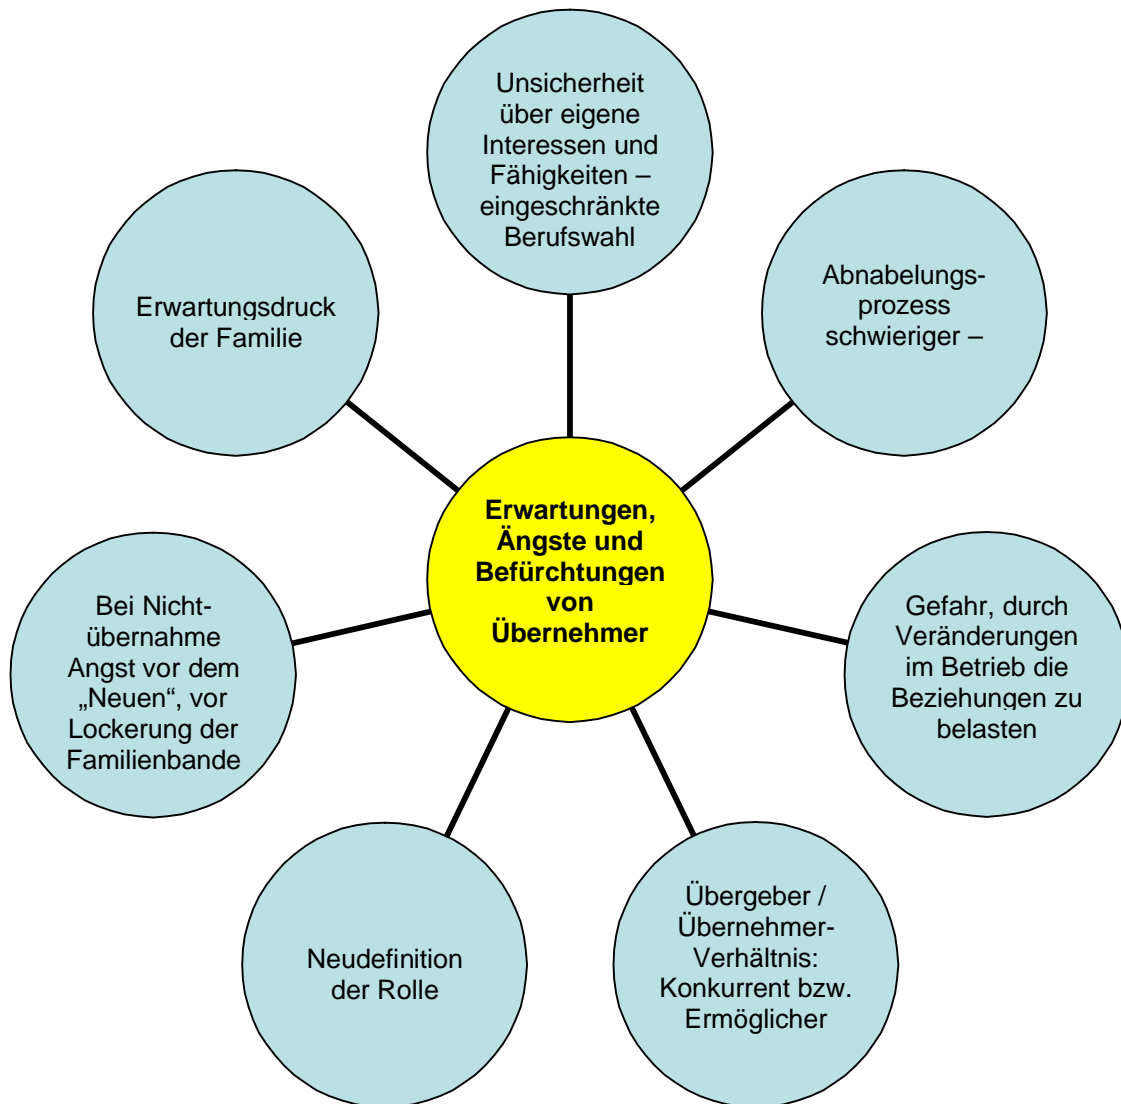 Unsicherheit
über eigene
Interessen und
Fähigkeiten –
eingeschränkte
Berufswahl
Abnabelungs-
prozess
schwieriger –
Erwartungsdruck
der Familie
Erwartungen,
Ängste und
Befürchtungen
von
Übernehmer
Bei Nicht-
übernahme
Angst vor dem
„Neuen“, vor
Lockerung der
Familienbande
Gefahr, durch
Veränderungen
im Betrieb die
Beziehungen zu
belasten
Neudefinition
der Rolle
Übergeber /
Übernehmer-
Verhältnis:
Konkurrent bzw.
Ermöglicher